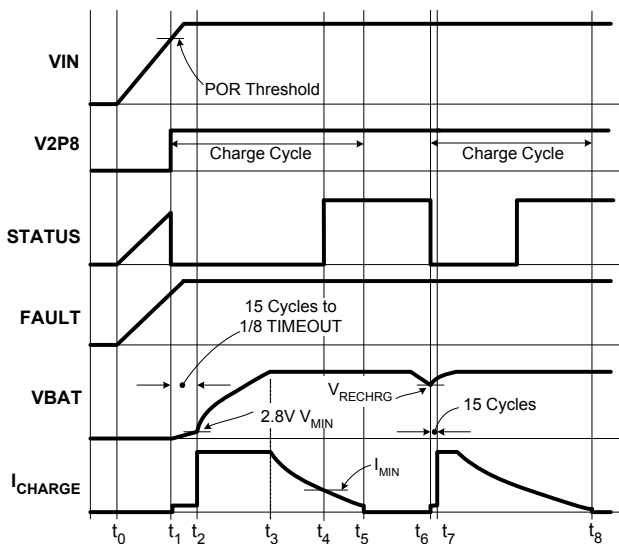 VIN
POR Threshold
V2P8
Charge Cycle
Charge Cycle
STATUS
FAULT
15 Cycles to
1/8 TIMEOUT
VBAT
VRECHRG
2.8V VMIN
15 Cycles
ICHARGE
IMIN
t0 t1 t2 t3 t4 t5 t6 t7 t8